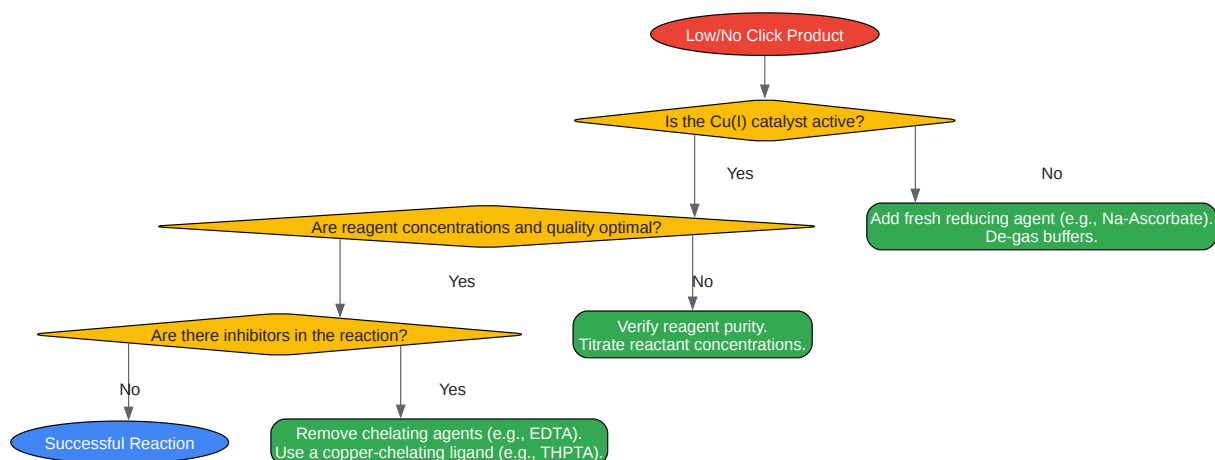 Low/No Click Product
Is the Cu(I) catalyst active?
Yes
No
Add fresh reducing agent (e.g., Na-Ascorbate).
De-gas buffers.
Are reagent concentrations and quality optimal?
Yes
No
Verify reagent purity.
Titrate reactant concentrations.
Are there inhibitors in the reaction?
No
Yes
Successful Reaction
Remove chelating agents (e.g., EDTA).
Use a copper-chelating ligand (e.g., THPTA).